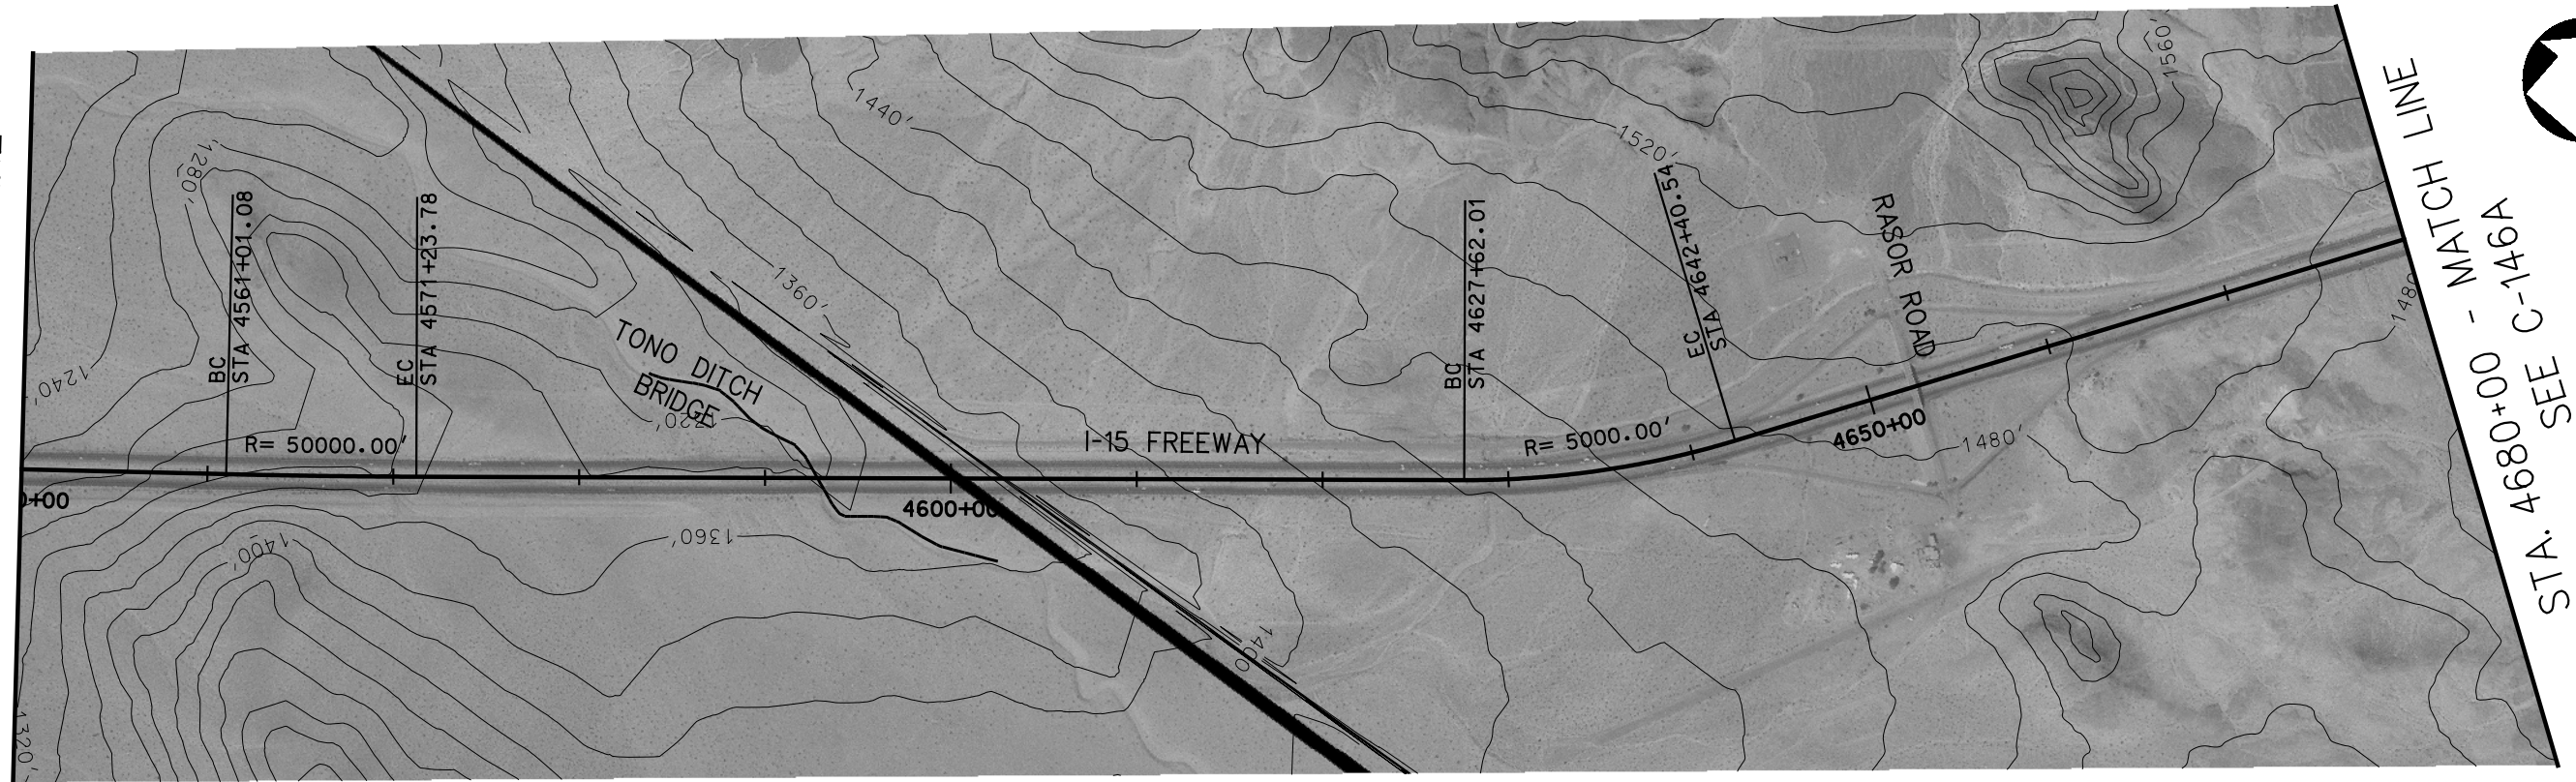 1560'
1440'
1520'
1280'
1360'
1240'
BC
STA 4561+01.08
EC
STA 4571+23.78
BC
STA 4627+62.01
EC
STA 4642+40.54
RASOR ROAD
TONO DITCH
BRIDGE
1320'
R= 50000.00'
I-15 FREEWAY
R= 5000.00'
4650+00
1480'
+00
4600+00
1360'
1400'
1400
1320'
STA. 4680+00 - MATCH LINE
SEE C-146A